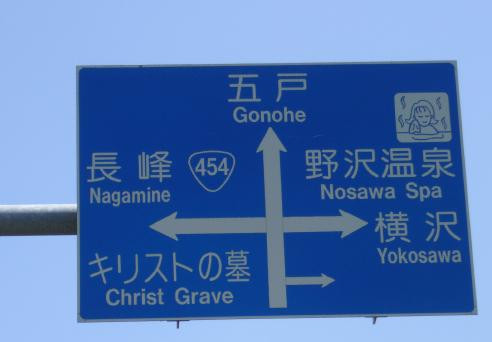 五戸
Gonohe
長峰
Nagamine
454
野沢温泉
Nosawa Spa
横沢
Yokosawa
キリストの墓
Christ Grave